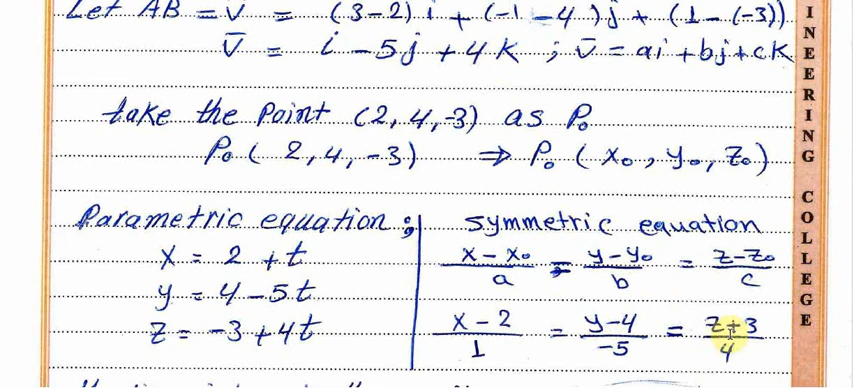 Let AB = v̅ = (3-2) i + (-1-4) j + (1-(-3))
v̅ = i - 5j + 4k ; v̅ = ai + bj + ck
take the point (2, 4, -3) as P₀
P₀ ( 2, 4, -3) ⇒ P₀ ( x₀, y₀, z₀)
Parametric equation ;
x = 2 + t
y = 4 - 5t
z = -3 + 4t
symmetric equation
x - x₀ / a = y - y₀ / b = z - z₀ / c
x - 2 / 1 = y - 4 / -5 = z + 3 / 4
INEERING COLLEGE